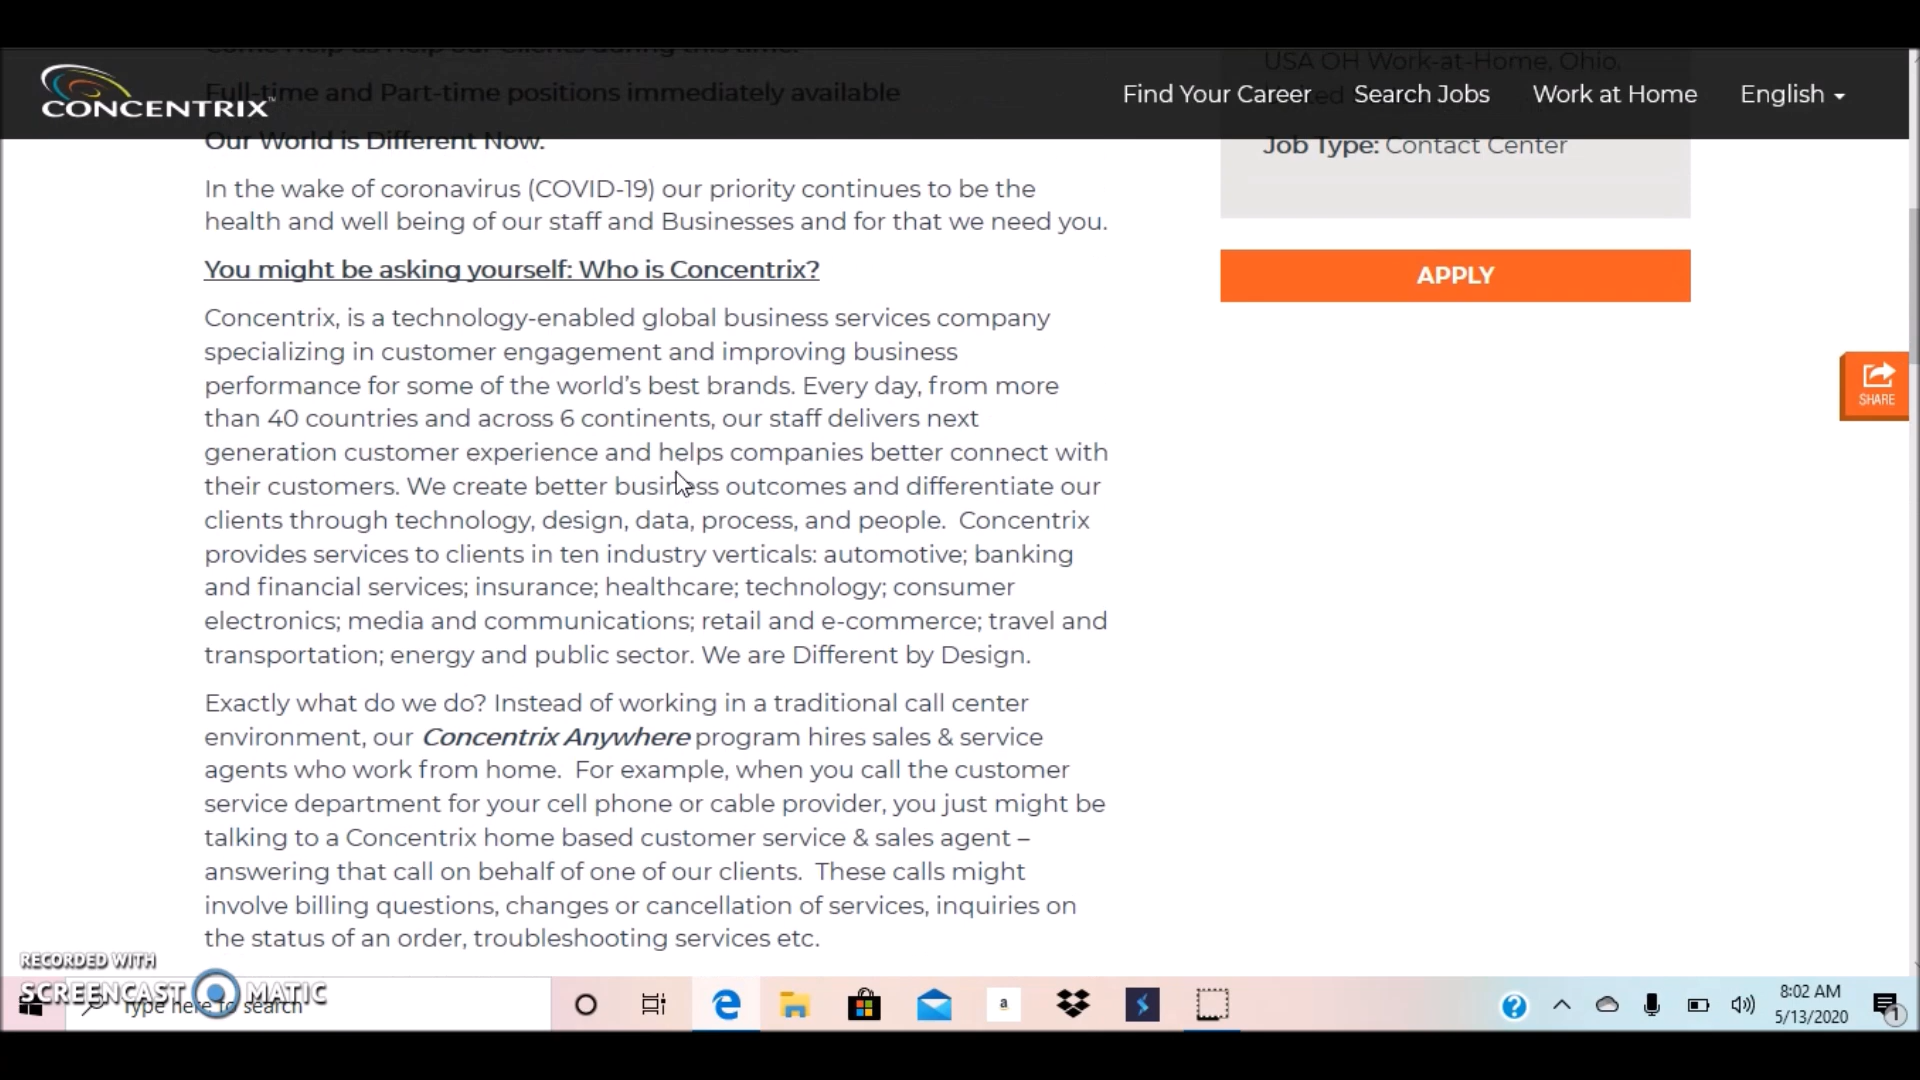 Come Help us Help our Clients during this time.
Full-time and Part-time positions immediately available
CONCENTRIX
Find Your Career
Search Jobs
Work at Home
English
USA OH Work-at-Home, Ohio,
Our World is Different Now.
Job Type: Contact Center
In the wake of coronavirus (COVID-19) our priority continues to be the
health and well being of our staff and Businesses and for that we need you.
You might be asking yourself: Who is Concentrix?
APPLY
Concentrix, is a technology-enabled global business services company
specializing in customer engagement and improving business
performance for some of the world's best brands. Every day, from more
than 40 countries and across 6 continents, our staff delivers next
generation customer experience and helps companies better connect with
their customers. We create better business outcomes and differentiate our
clients through technology, design, data, process, and people.  Concentrix
provides services to clients in ten industry verticals: automotive; banking
and financial services; insurance; healthcare; technology; consumer
electronics; media and communications; retail and e-commerce; travel and
transportation; energy and public sector. We are Different by Design.
SHARE
Exactly what do we do? Instead of working in a traditional call center
environment, our Concentrix Anywhere program hires sales & service
agents who work from home.  For example, when you call the customer
service department for your cell phone or cable provider, you just might be
talking to a Concentrix home based customer service & sales agent –
answering that call on behalf of one of our clients.  These calls might
involve billing questions, changes or cancellation of services, inquiries on
the status of an order, troubleshooting services etc.
RECORDED WITH
SCREENCAST MATIC
Type here to search
a
8:02 AM
5/13/2020
1